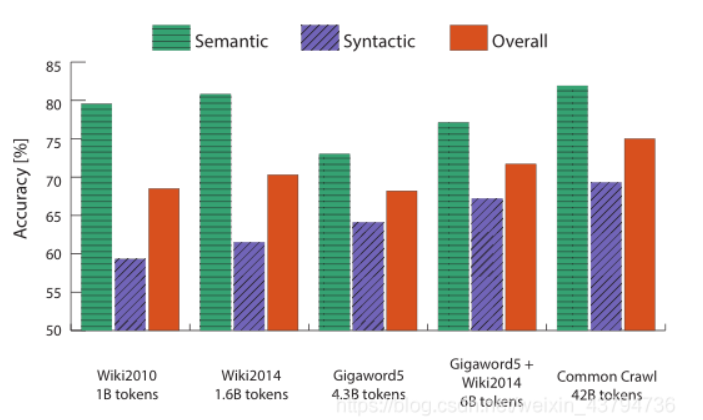 Semantic Syntactic Overall
85
80
75
70
65
60
55
50
Accuracy [%]
Wiki2010
1B tokens
Wiki2014
1.6B tokens
Gigaword5
4.3B tokens
Gigaword5 +
Wiki2014
6B tokens
Common Crawl
42B tokens
https://blog.csdn.net/weixin_43794736